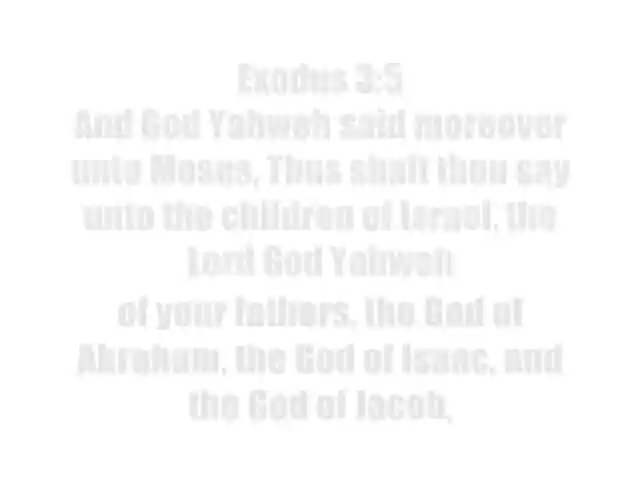 Exodus 3:5
And God Yahweh said moreover
unto Moses, Thus shalt thou say
unto the children of Israel, the
Lord God Yahweh
of your fathers, the God of
Abraham, the God of Isaac, and
the God of Jacob,